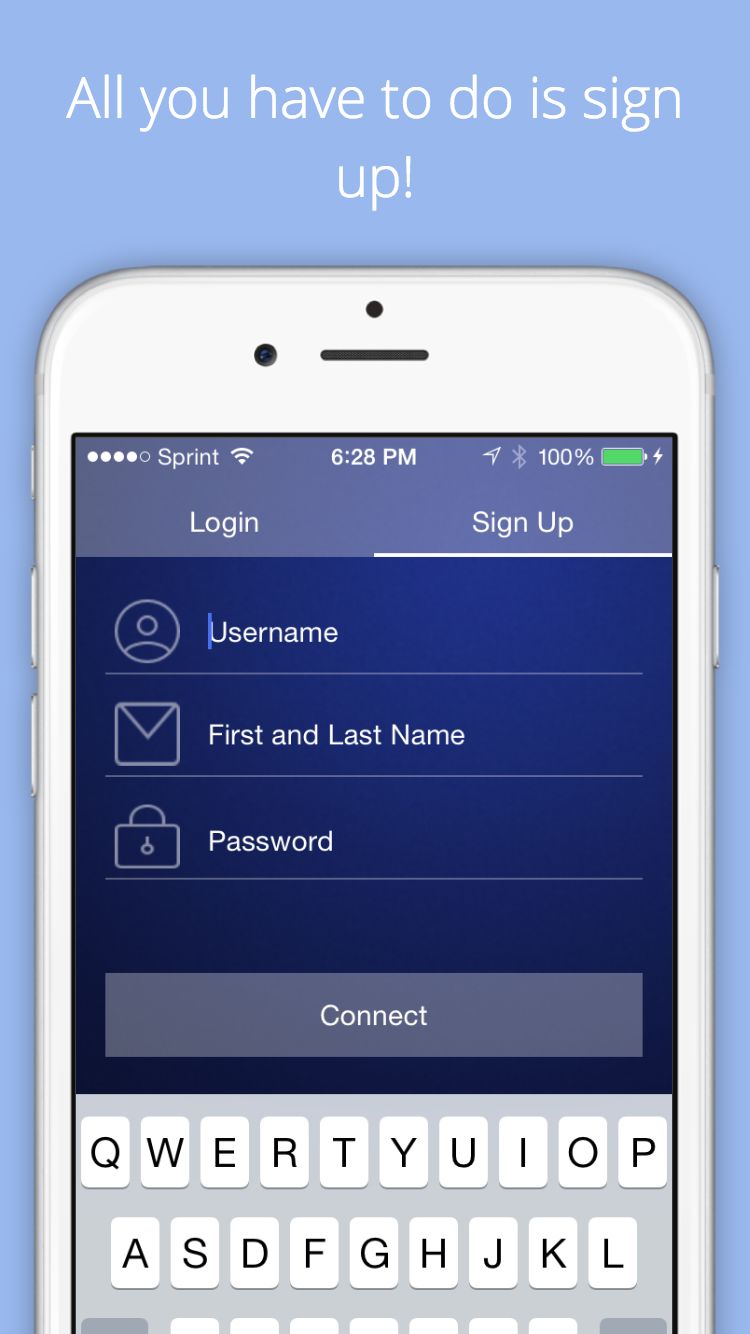 All you have to do is sign
up!
Sprint 6:28 PM 100%
Login Sign Up
Username
First and Last Name
Password
Connect
Q W E R T Y U I O P
A S D F G H J K L